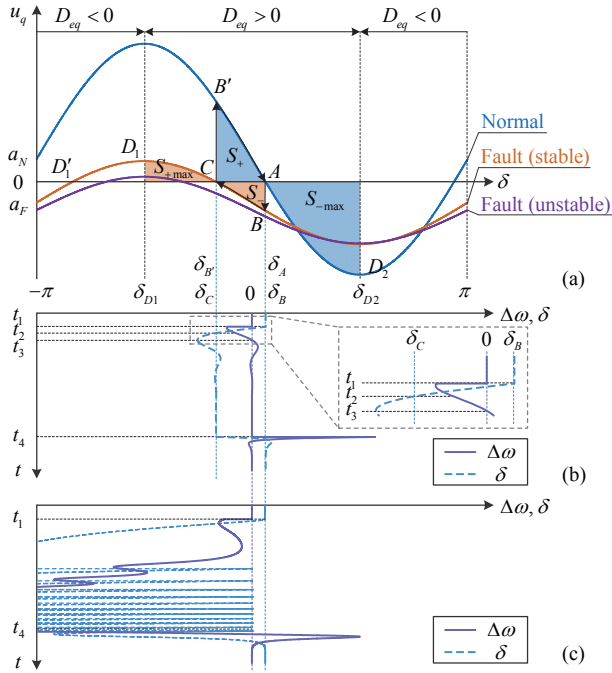 u_q
D_eq < 0 D_eq > 0 D_eq < 0
B′
Normal
a_N
D′_1 D_1 C S_+ A
Fault (stable)
0 S_+max S_− S_−max δ
a_F
B
Fault (unstable)
D_2
(a)
δ_B′ δ_A
−π δ_D1 δ_C 0 δ_B δ_D2 π
t_1 Δω, δ
t_2
t_3
δ_C 0 δ_B
t_1
t_2
t_3
t_4
Δω
δ
t
(b)
Δω, δ
t_1
t_4
Δω
δ
t
(c)